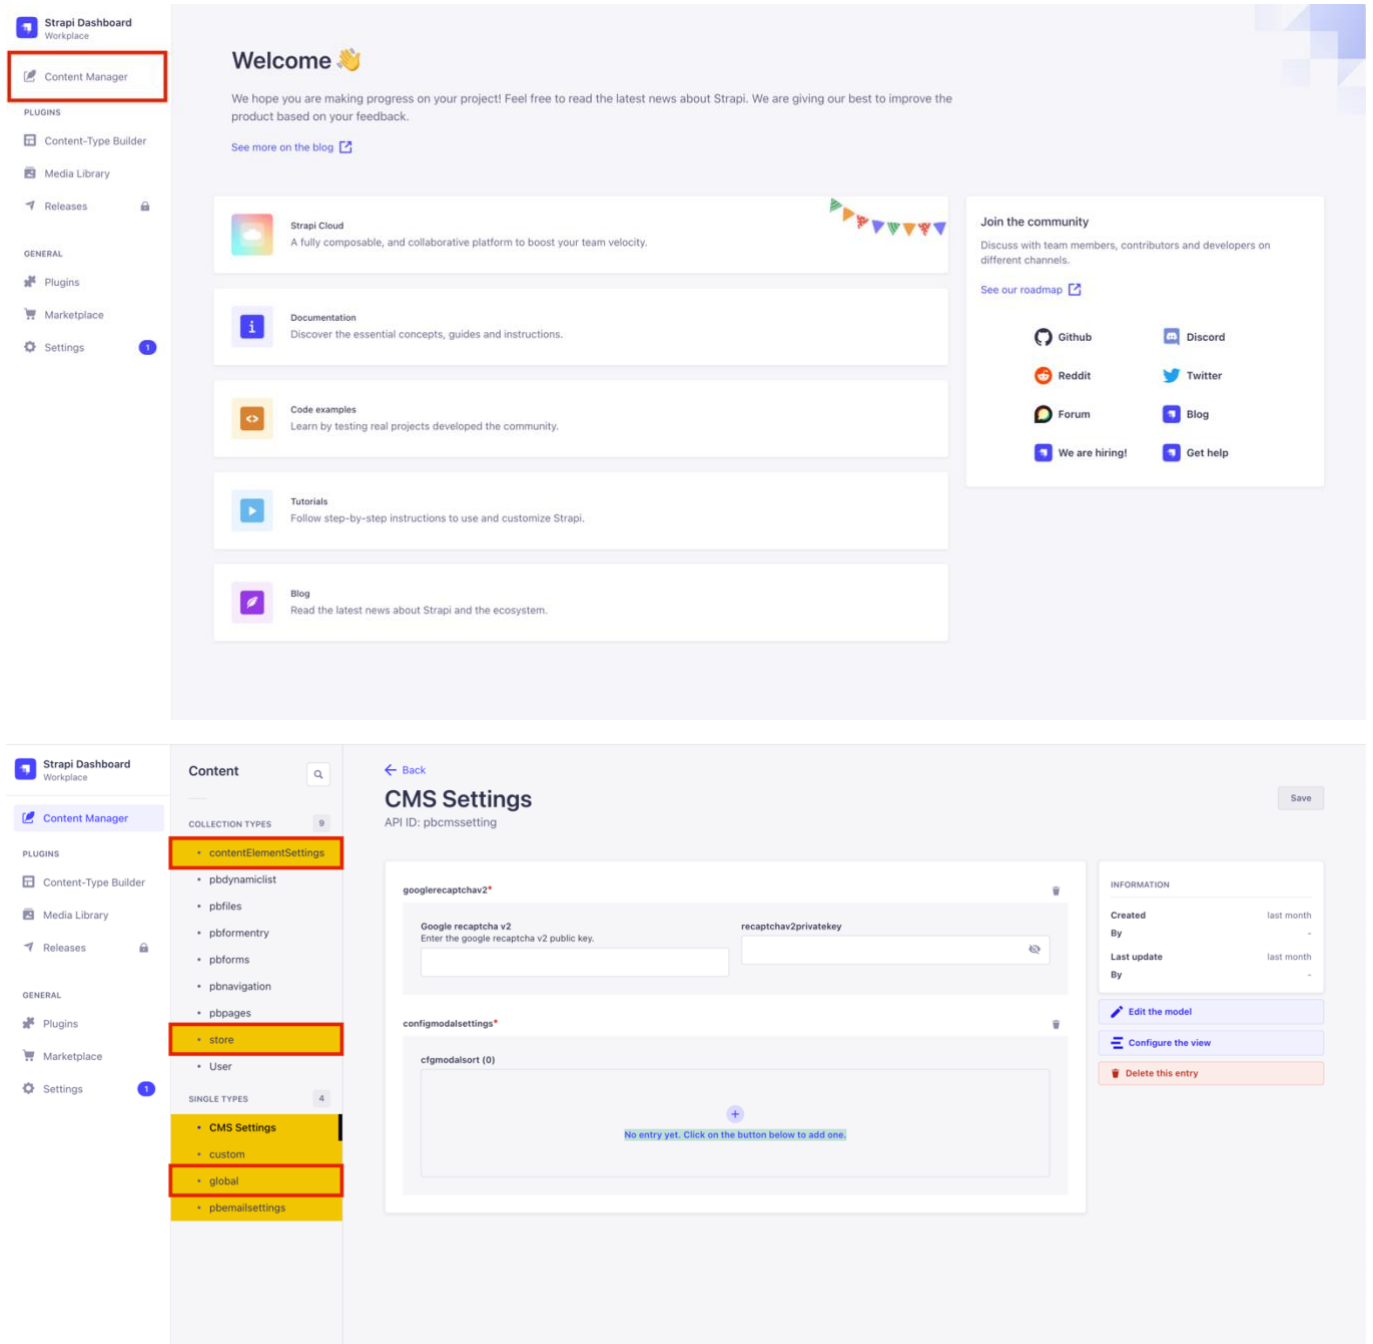 Strapi Dashboard
Workplace
Content Manager
PLUGINS
Content-Type Builder
Media Library
Releases
GENERAL
Plugins
Marketplace
Settings
1
Welcome 👋
We hope you are making progress on your project! Feel free to read the latest news about Strapi. We are giving our best to improve the
product based on your feedback.
See more on the blog
Strapi Cloud
A fully composable, and collaborative platform to boost your team velocity.
Documentation
Discover the essential concepts, guides and instructions.
Code examples
Learn by testing real projects developed the community.
Tutorials
Follow step-by-step instructions to use and customize Strapi.
Blog
Read the latest news about Strapi and the ecosystem.
Join the community
Discuss with team members, contributors and developers on
different channels.
See our roadmap
Github
Discord
Reddit
Twitter
Forum
Blog
We are hiring!
Get help
Strapi Dashboard
Workplace
Content Manager
PLUGINS
Content-Type Builder
Media Library
Releases
GENERAL
Plugins
Marketplace
Settings
1
Content
COLLECTION TYPES
9
• contentElementSettings
• pbdynamiclist
• pbfiles
• pbformentry
• pbforms
• pbnavigation
• pbpages
• store
• User
SINGLE TYPES
4
• CMS Settings
• custom
• global
• pbemailsettings
Back
CMS Settings
API ID: pbcmssetting
Save
googlerecaptchav2*
Google recaptcha v2
Enter the google recaptcha v2 public key.
recaptchav2privatekey
configmodalsettings*
cfgmodalsort (0)
No entry yet. Click on the button below to add one.
INFORMATION
Created last month
By -
Last update last month
By -
Edit the model
Configure the view
Delete this entry